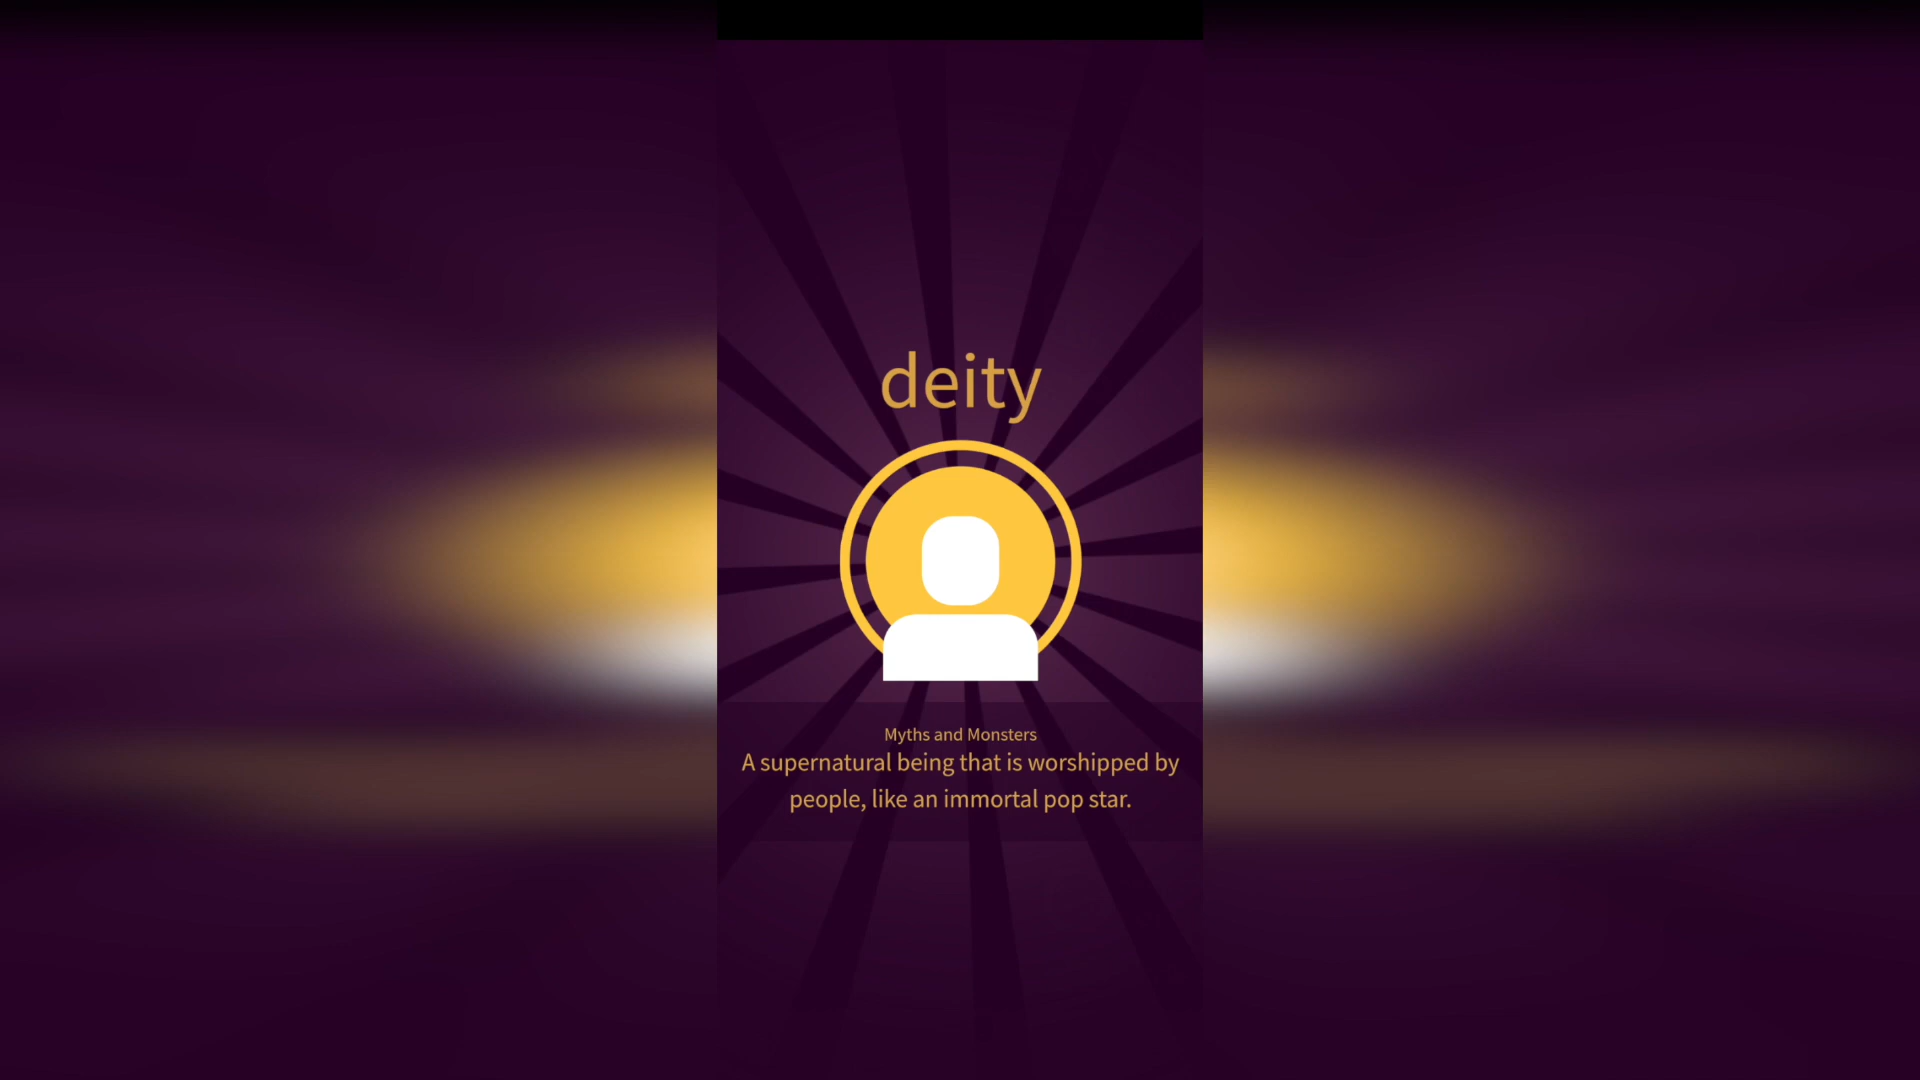 deity
Myths and Monsters
A supernatural being that is worshipped by
people, like an immortal pop star.